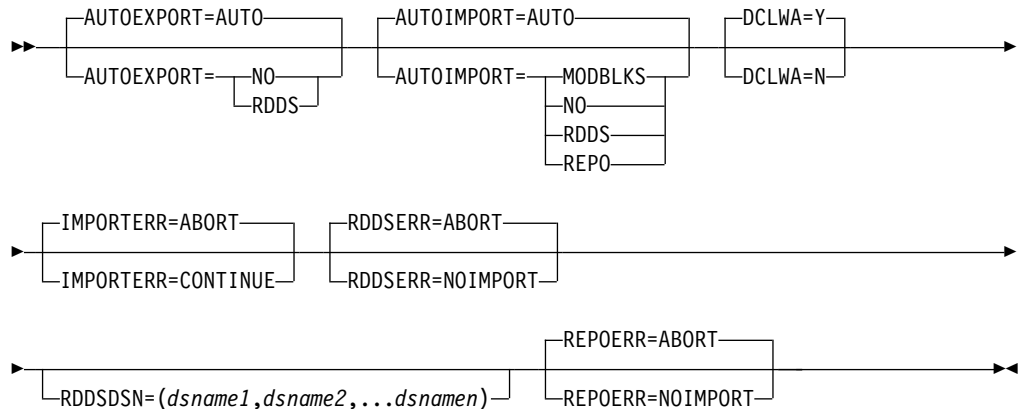 AUTOEXPORT=AUTO AUTOIMPORT=AUTO DCLWA=Y
AUTOEXPORT= NO AUTOIMPORT= MODBLKS DCLWA=N
RDDS NO
RDDS
REPO
IMPORTERR=ABORT RDDSERR=ABORT
IMPORTERR=CONTINUE RDDSERR=NOIMPORT
REPOERR=ABORT
RDDSDSN=(dsname1,dsname2,...dsnamen) REPOERR=NOIMPORT